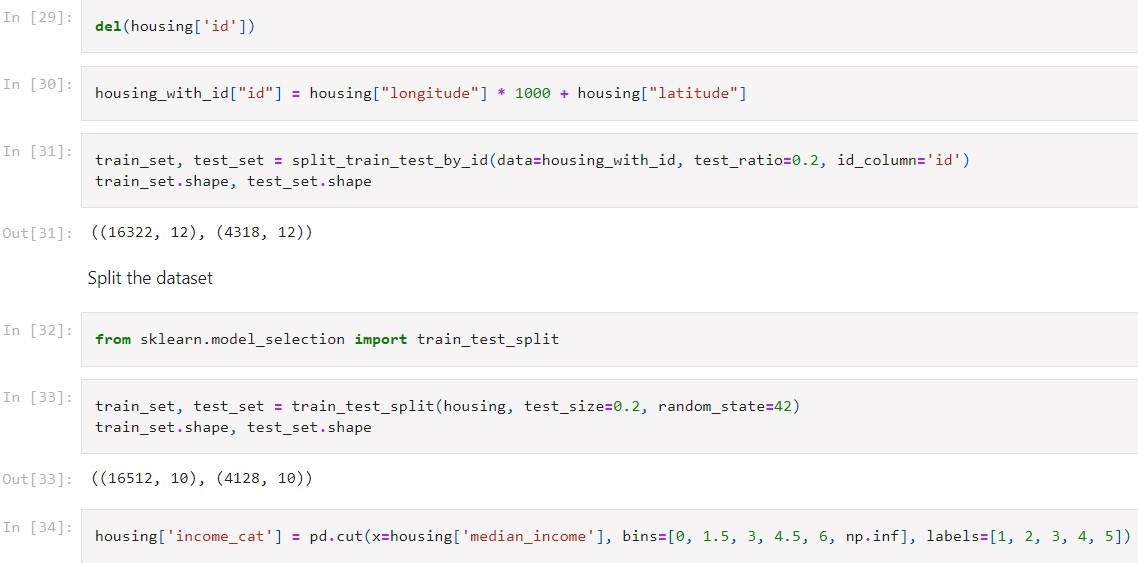 In [29]:
del(housing['id'])
In [30]:
housing_with_id["id"] = housing["longitude"] * 1000 + housing["latitude"]
In [31]:
train_set, test_set = split_train_test_by_id(data=housing_with_id, test_ratio=0.2, id_column='id')
train_set.shape, test_set.shape
Out[31]:
((16322, 12), (4318, 12))
Split the dataset
In [32]:
from sklearn.model_selection import train_test_split
In [33]:
train_set, test_set = train_test_split(housing, test_size=0.2, random_state=42)
train_set.shape, test_set.shape
Out[33]:
((16512, 10), (4128, 10))
In [34]:
housing['income_cat'] = pd.cut(x=housing['median_income'], bins=[0, 1.5, 3, 4.5, 6, np.inf], labels=[1, 2, 3, 4, 5])